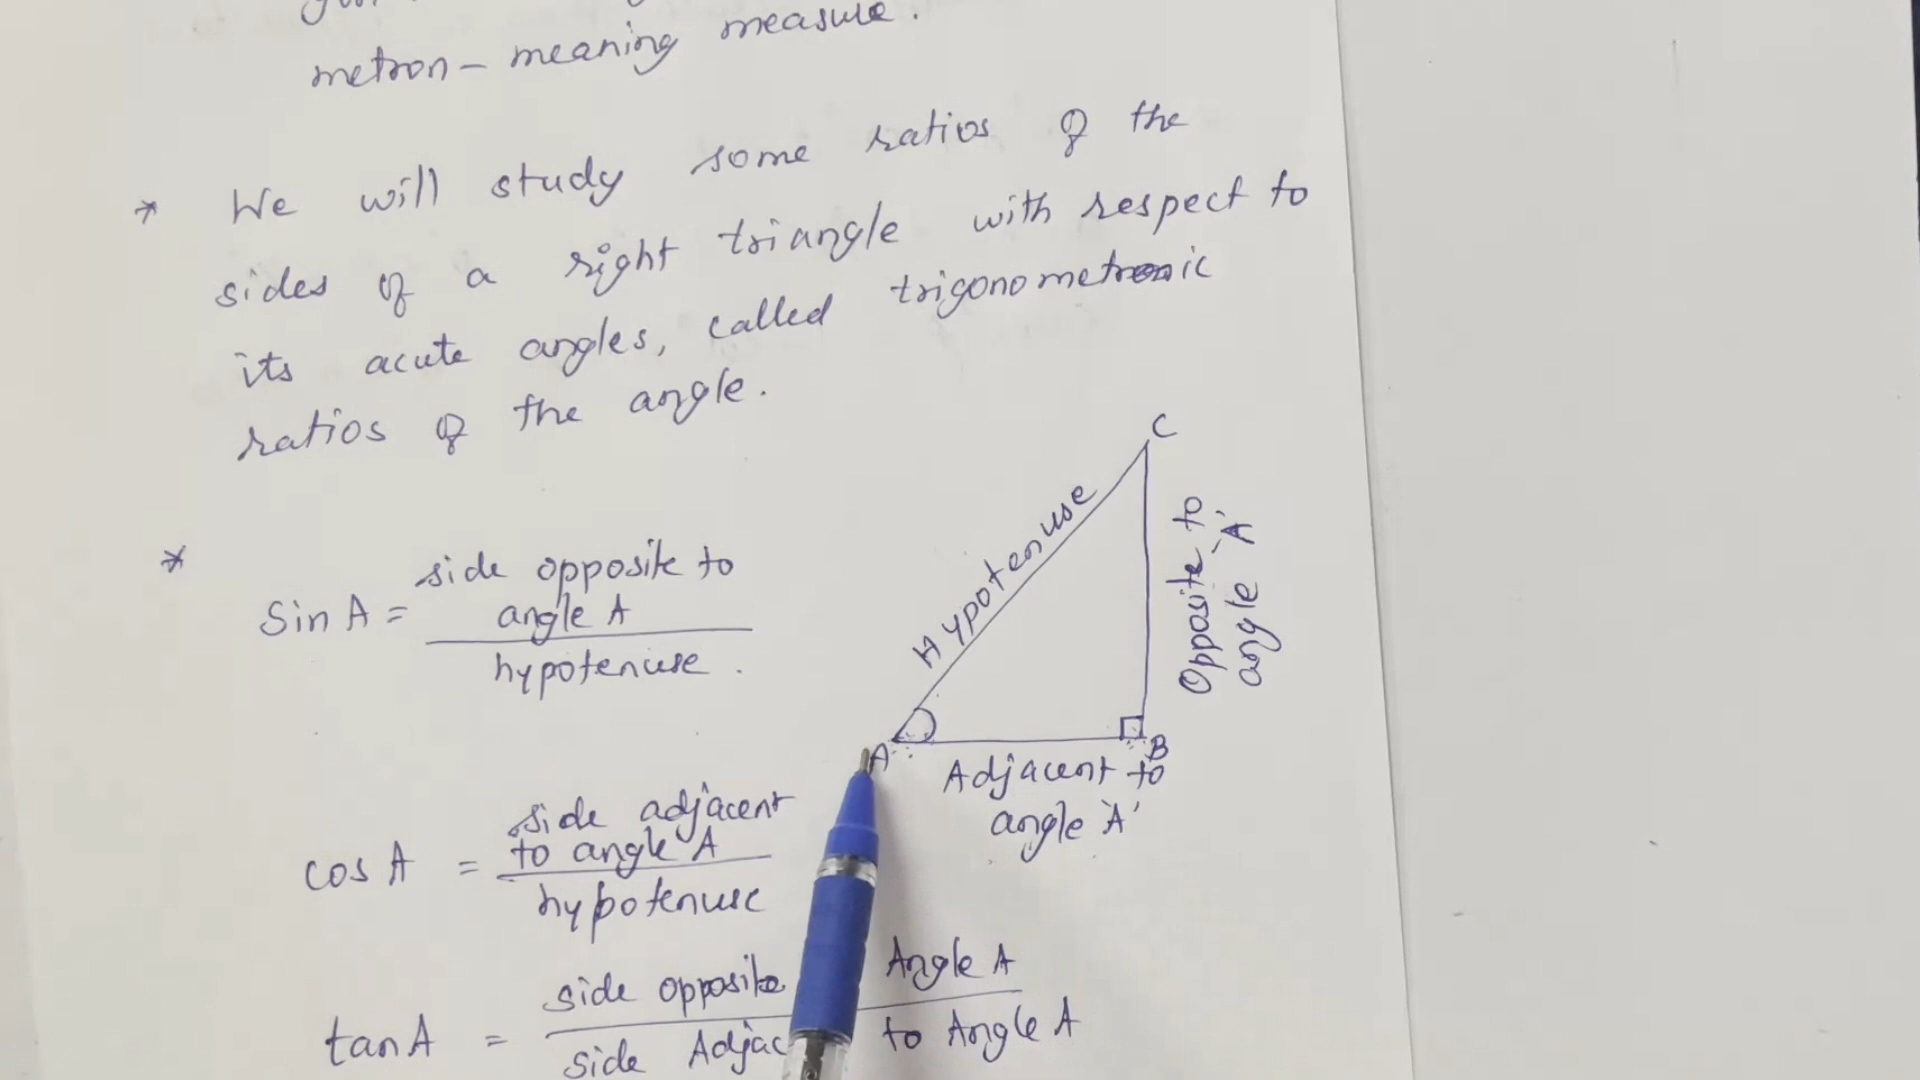 metron - meaning measure.
* We will study some ratios of the
sides of a right triangle with respect to
its acute angles, called trigonometronic
ratios of the angle.
*
Sin A = side opposite to
angle A
hypotenuse.
C
Hypotenuse
Opposite to
angle 'A'
A
B
Adjacent to
angle 'A'
cos A = side adjacent
to angle A
hypotenuse
tan A = side opposite Angle A
side to Angle A